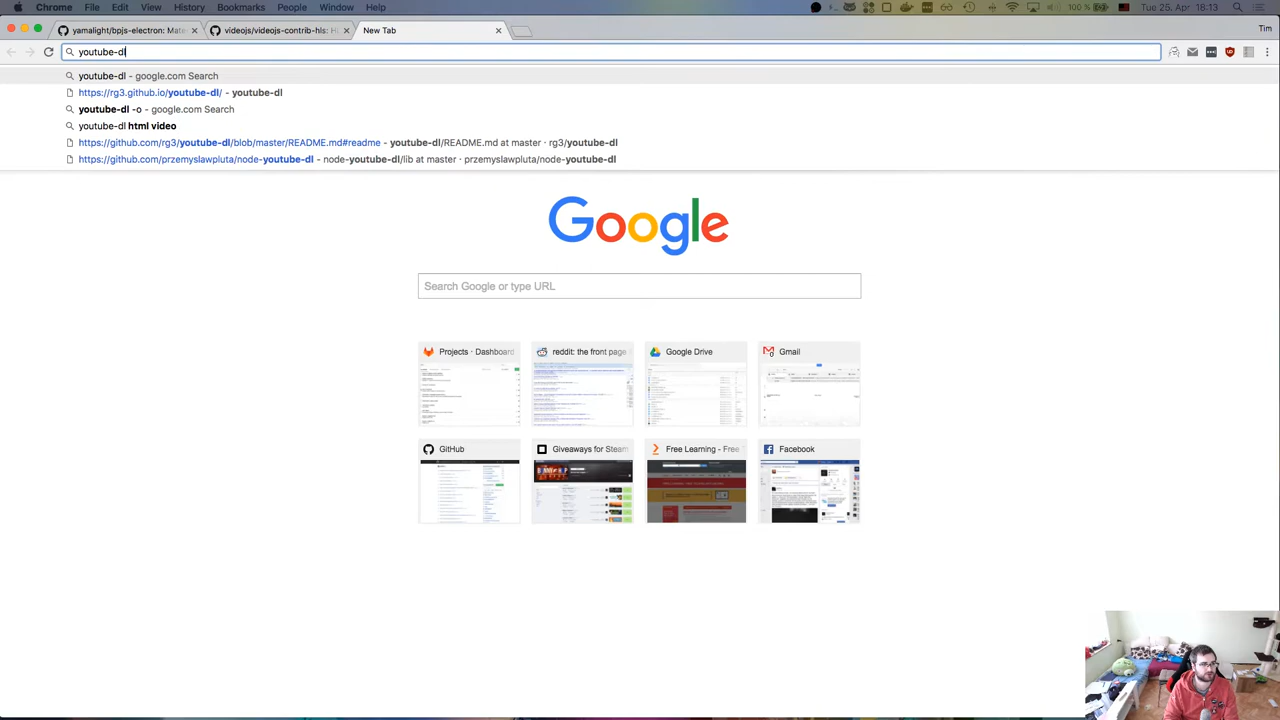 Chrome File Edit View History Bookmarks People Window Help
100 % Tue 25. Apr 18:13
yamalight/bpjs-electron: Mate
videojs/videojs-contrib-hls: H
New Tab
Tim
youtube-dl
youtube-dl - google.com Search
https://rg3.github.io/youtube-dl/ - youtube-dl
youtube-dl -o - google.com Search
youtube-dl html video
https://github.com/rg3/youtube-dl/blob/master/README.md#readme - youtube-dl/README.md at master · rg3/youtube-dl
https://github.com/przemyslawpluta/node-youtube-dl - node-youtube-dl/lib at master · przemyslawpluta/node-youtube-dl
Google
Search Google or type URL
Projects · Dashboard
reddit: the front page
Google Drive
Gmail
GitHub
Giveaways for Steam
Free Learning - Free
Facebook